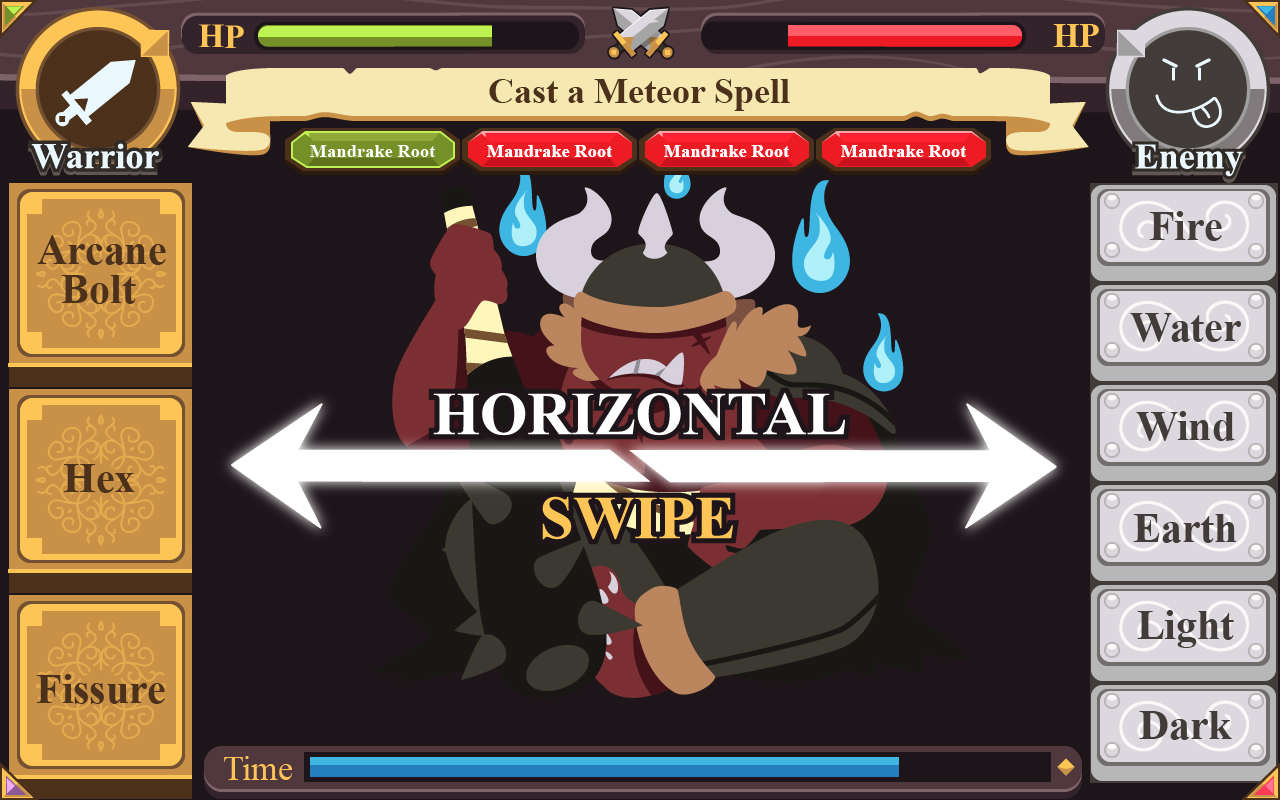 HP
HP
Cast a Meteor Spell
Warrior
Enemy
Mandrake Root
Mandrake Root
Mandrake Root
Mandrake Root
Arcane
Bolt
Hex
Fissure
HORIZONTAL
SWIPE
Fire
Water
Wind
Earth
Light
Dark
Time